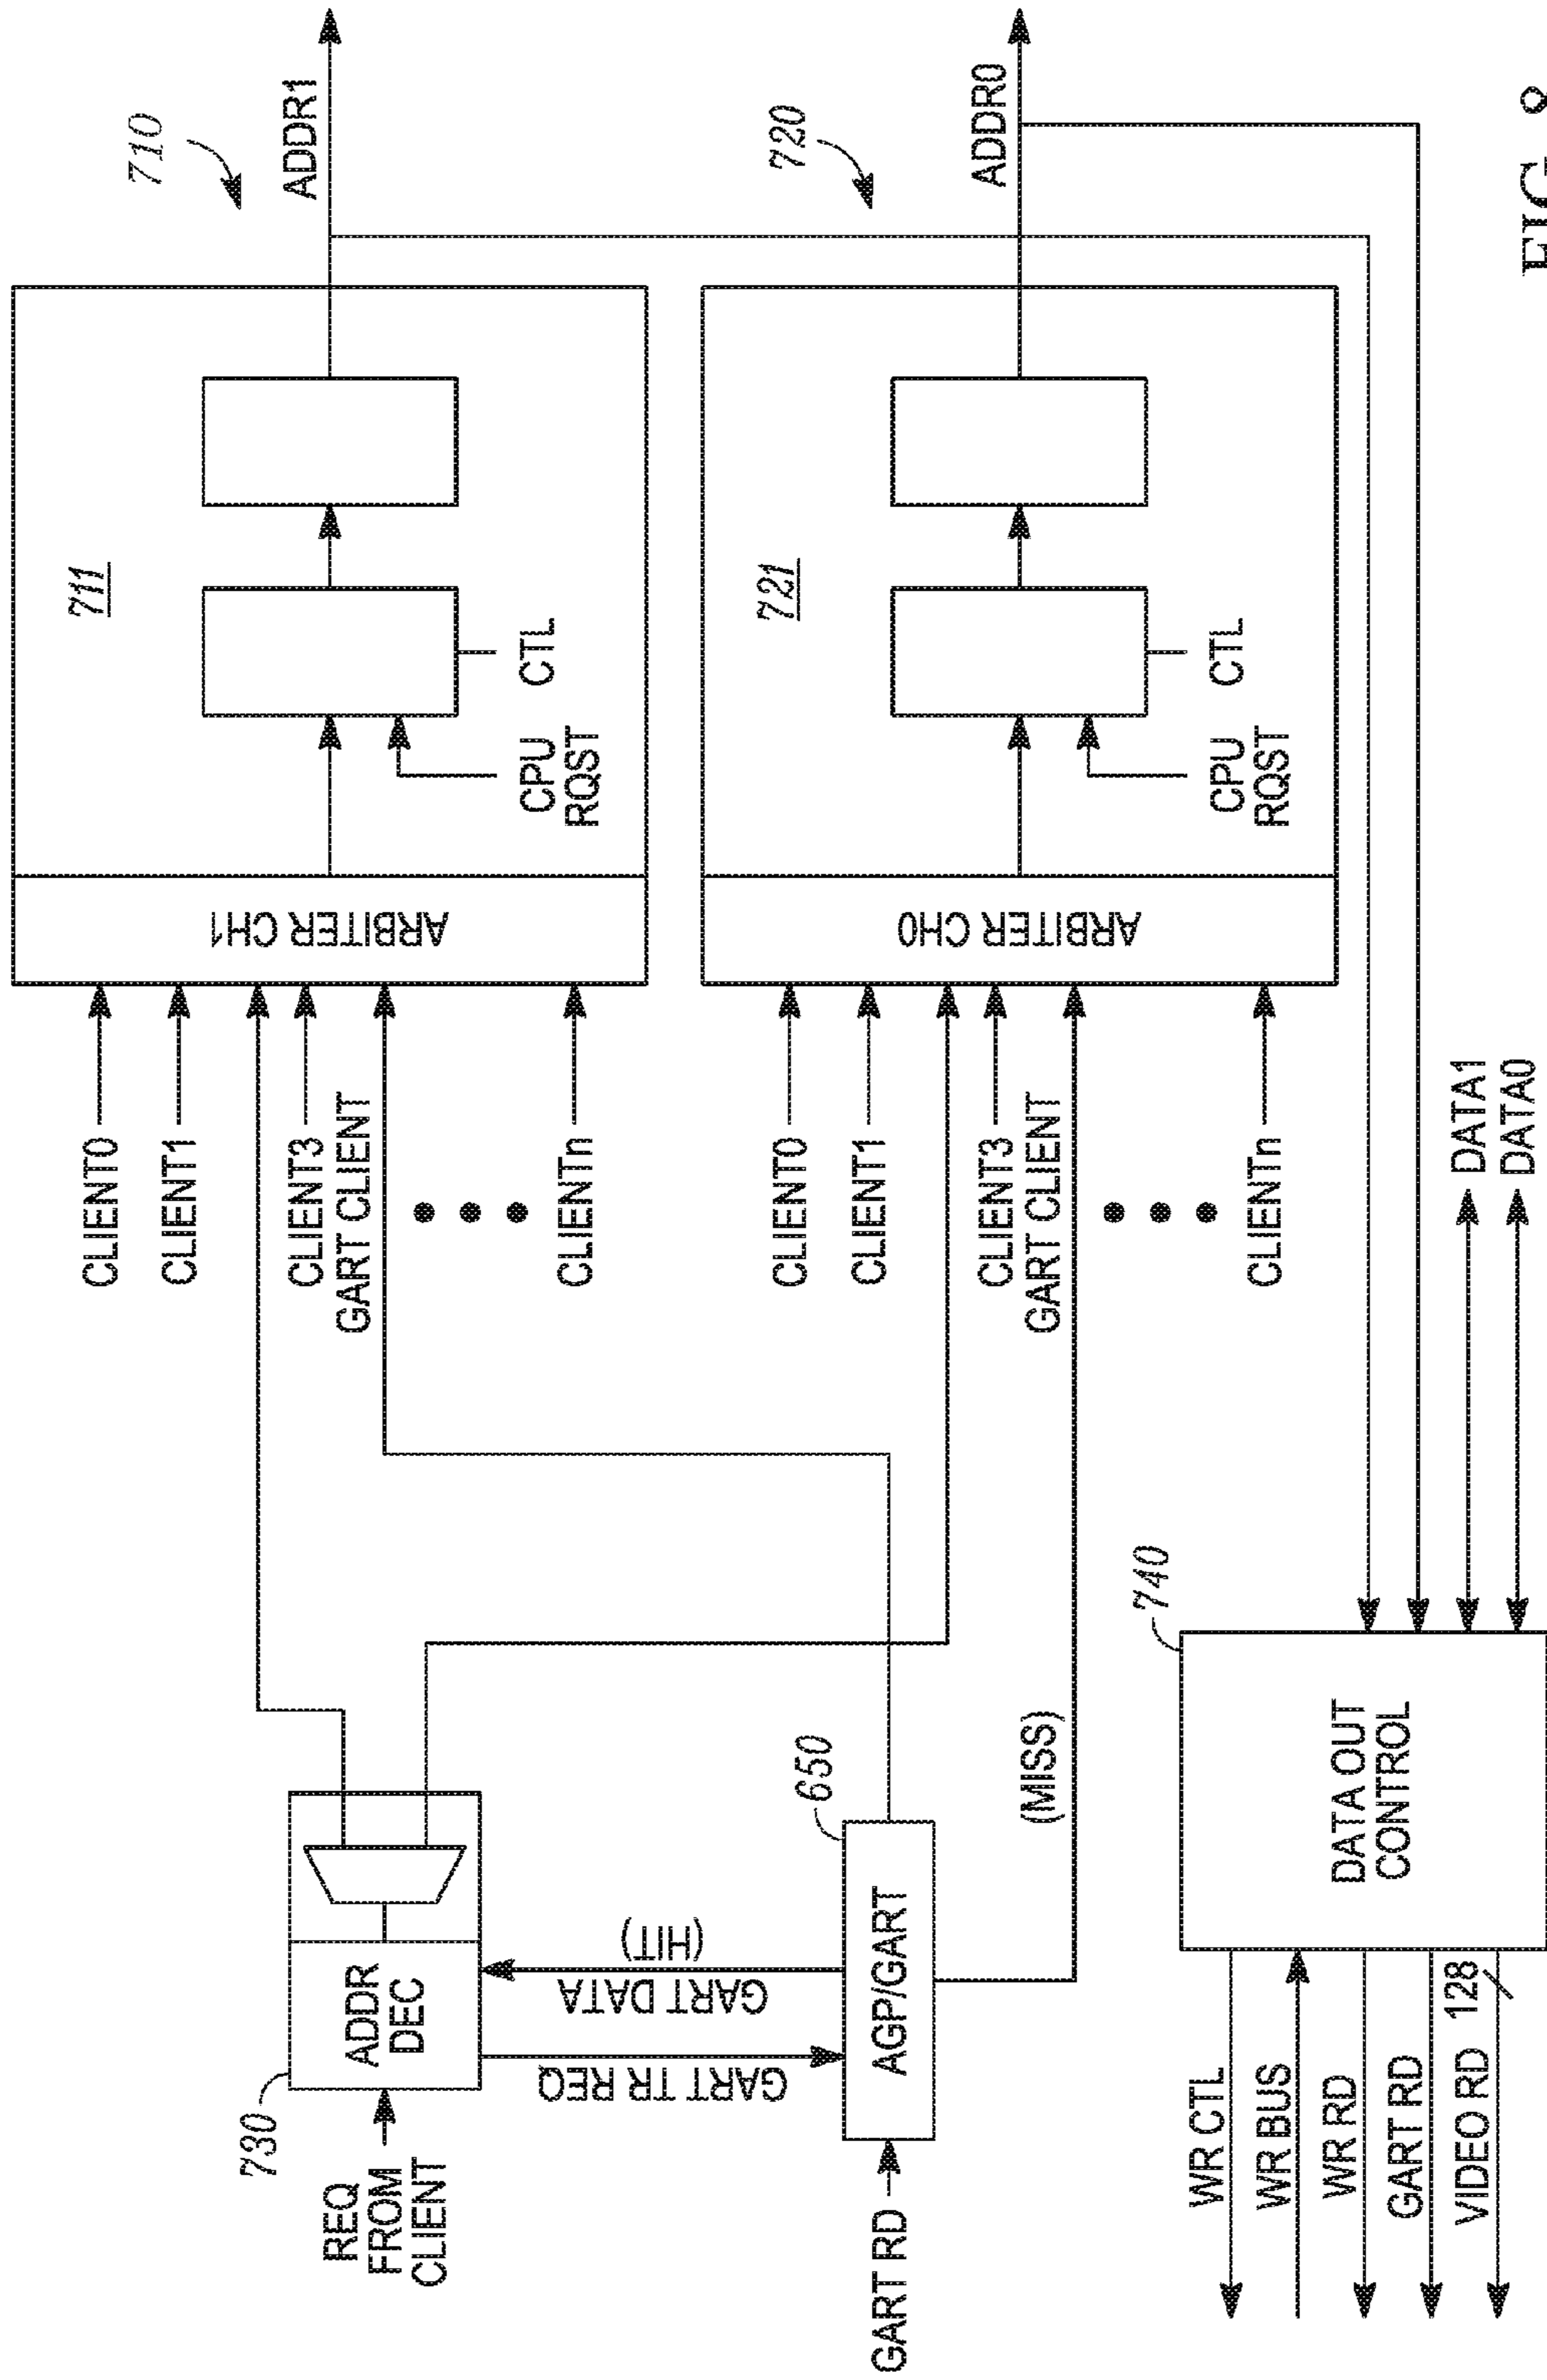 710
ADDR1
711
CTL
CPU
RQST
ARBITER CH1
CLIENT0
CLIENT1
CLIENT3
GART CLIENT
CLIENTn
720
ADDR0
721
CTL
CPU
RQST
ARBITER CH0
CLIENT0
CLIENT1
CLIENT3
GART CLIENT
CLIENTn
730
ADDR
DEC
REQ
FROM
CLIENT
GART TR REQ
GART DATA
(HIT)
650
AGP/GART
GART RD
(MISS)
740
DATA OUT
CONTROL
DATA1
DATA0
WR CTL
WR BUS
WR RD
GART RD
VIDEO RD
128
FIG. 8